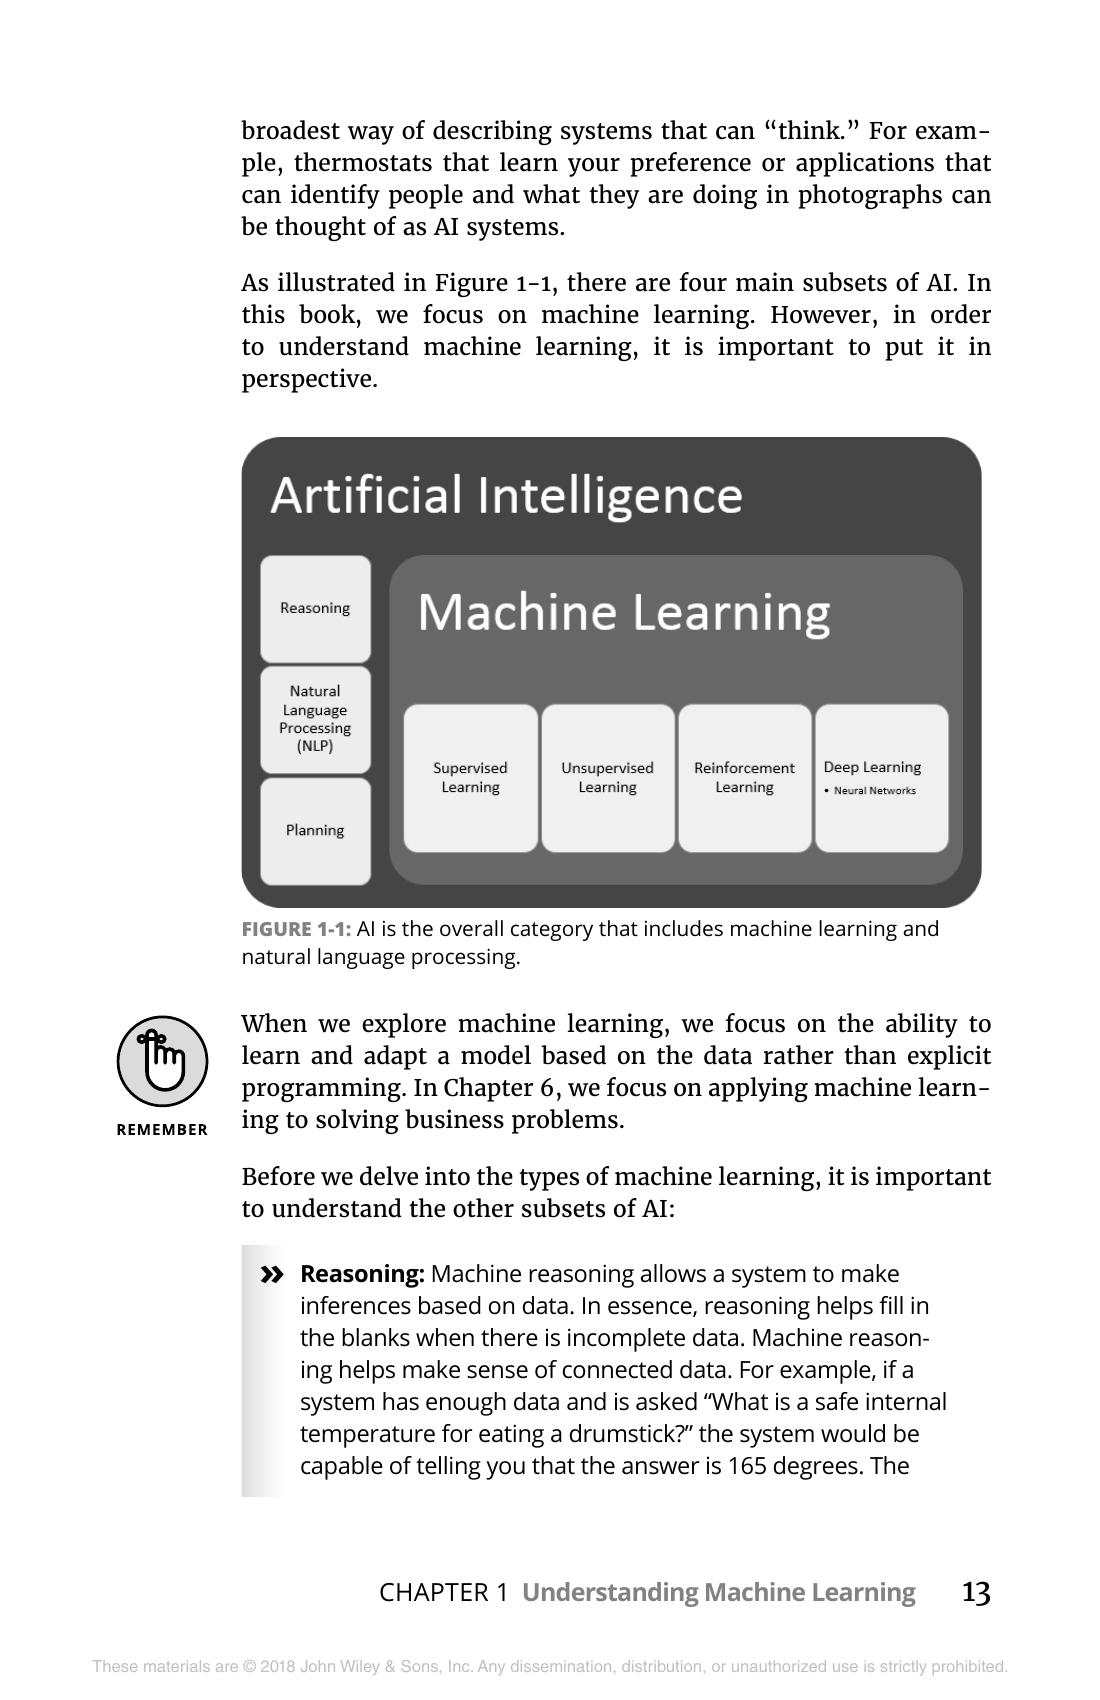 broadest way of describing systems that can “think.” For exam-
ple, thermostats that learn your preference or applications that
can identify people and what they are doing in photographs can
be thought of as AI systems.
As illustrated in Figure 1-1, there are four main subsets of AI. In
this book, we focus on machine learning. However, in order
to understand machine learning, it is important to put it in
perspective.
Artificial Intelligence
Reasoning
Natural
Language
Processing
(NLP)
Planning
Machine Learning
Supervised
Learning
Unsupervised
Learning
Reinforcement
Learning
Deep Learning
• Neural Networks
FIGURE 1-1: AI is the overall category that includes machine learning and
natural language processing.
REMEMBER
When we explore machine learning, we focus on the ability to
learn and adapt a model based on the data rather than explicit
programming. In Chapter 6, we focus on applying machine learn-
ing to solving business problems.
Before we delve into the types of machine learning, it is important
to understand the other subsets of AI:
» Reasoning: Machine reasoning allows a system to make
inferences based on data. In essence, reasoning helps fill in
the blanks when there is incomplete data. Machine reason-
ing helps make sense of connected data. For example, if a
system has enough data and is asked “What is a safe internal
temperature for eating a drumstick?” the system would be
capable of telling you that the answer is 165 degrees. The
CHAPTER 1 Understanding Machine Learning 13
These materials are © 2018 John Wiley & Sons, Inc. Any dissemination, distribution, or unauthorized use is strictly prohibited.